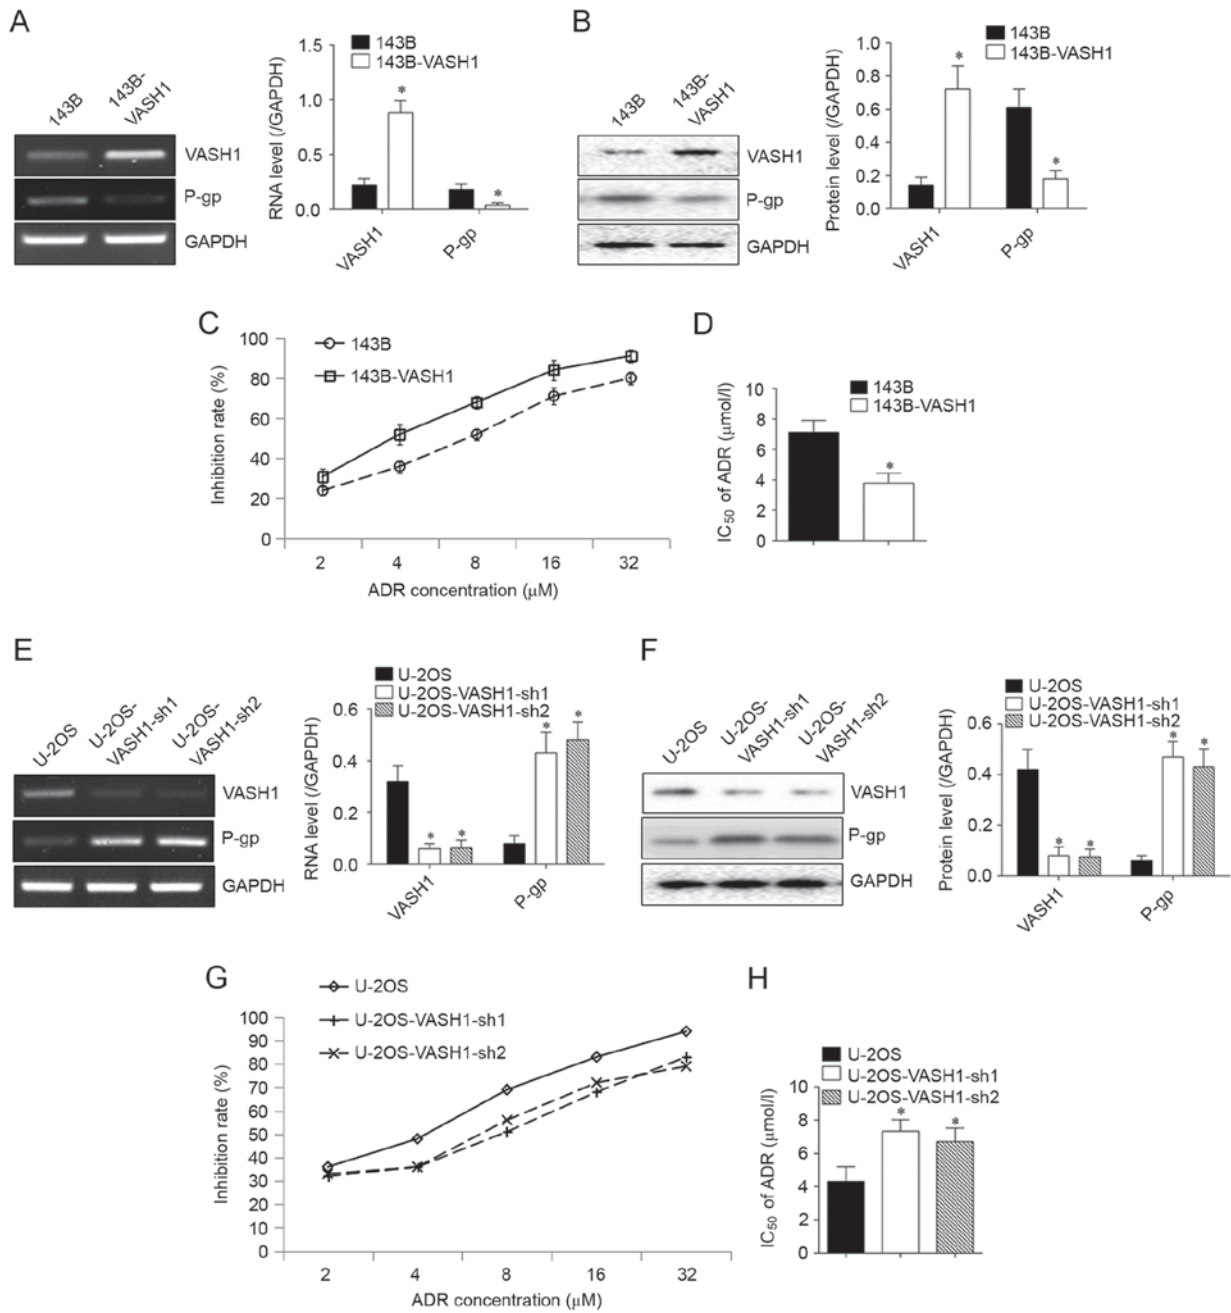 A
143B
143B-
VASH1
VASH1
P-gp
GAPDH
RNA level (/GAPDH)
1.5
1.0
0.5
0.0
143B
143B-VASH1
*
*
VASH1
P-gp
B
143B
143B-
VASH1
VASH1
P-gp
GAPDH
Protein level (/GAPDH)
1.0
0.8
0.6
0.4
0.2
0.0
143B
143B-VASH1
*
*
VASH1
P-gp
C
Inhibition rate (%)
100
80
60
40
20
0
143B
143B-VASH1
2
4
8
16
32
ADR concentration (μM)
D
IC50 of ADR (μmol/l)
10
8
6
4
2
0
143B
143B-VASH1
*
E
U-2OS
U-2OS-
VASH1-sh1
U-2OS-
VASH1-sh2
VASH1
P-gp
GAPDH
RNA level (/GAPDH)
0.6
0.4
0.2
0.0
U-2OS
U-2OS-VASH1-sh1
U-2OS-VASH1-sh2
*
*
*
*
VASH1
P-gp
F
U-2OS
U-2OS-
VASH1-sh1
U-2OS-
VASH1-sh2
VASH1
P-gp
GAPDH
Protein level (/GAPDH)
0.6
0.4
0.2
0.0
U-2OS
U-2OS-VASH1-sh1
U-2OS-VASH1-sh2
*
*
*
*
VASH1
P-gp
G
Inhibition rate (%)
100
90
80
70
60
50
40
30
20
10
0
U-2OS
U-2OS-VASH1-sh1
U-2OS-VASH1-sh2
2
4
8
16
32
ADR concentration (μM)
H
IC50 of ADR (μmol/l)
10
8
6
4
2
0
U-2OS
U-2OS-VASH1-sh1
U-2OS-VASH1-sh2
*
*